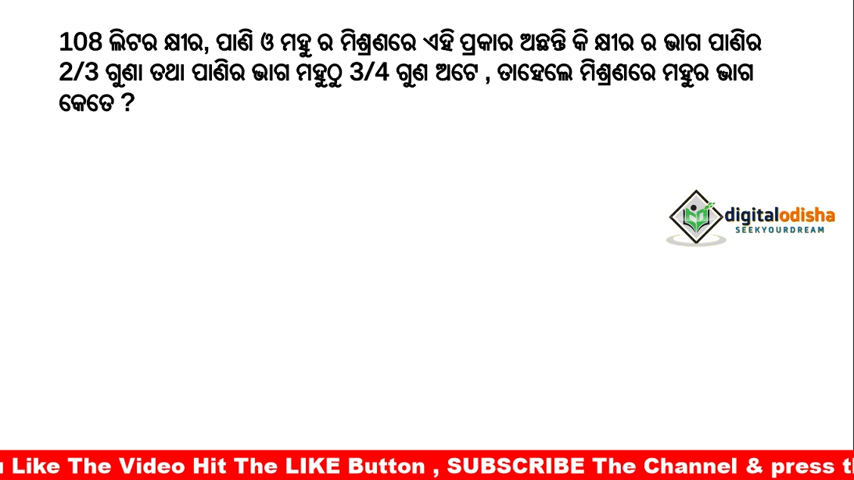 108 ଲିଟର କ୍ଷୀର, ପାଣି ଓ ମହୁ ର ମିଶ୍ରଣରେ ଏହି ପ୍ରକାର ଅଛନ୍ତି କି କ୍ଷୀର ର ଭାଗ ପାଣିର
2/3 ଗୁଣା ତଥା ପାଣିର ଭାଗ ମହୁଠୁ 3/4 ଗୁଣ ଅଟେ , ତାହେଲେ ମିଶ୍ରଣରେ ମହୁର ଭାଗ
କେତେ ?
digitalodisha
SEEKYOURDREAM
u Like The Video Hit The LIKE Button , SUBSCRIBE The Channel & press th